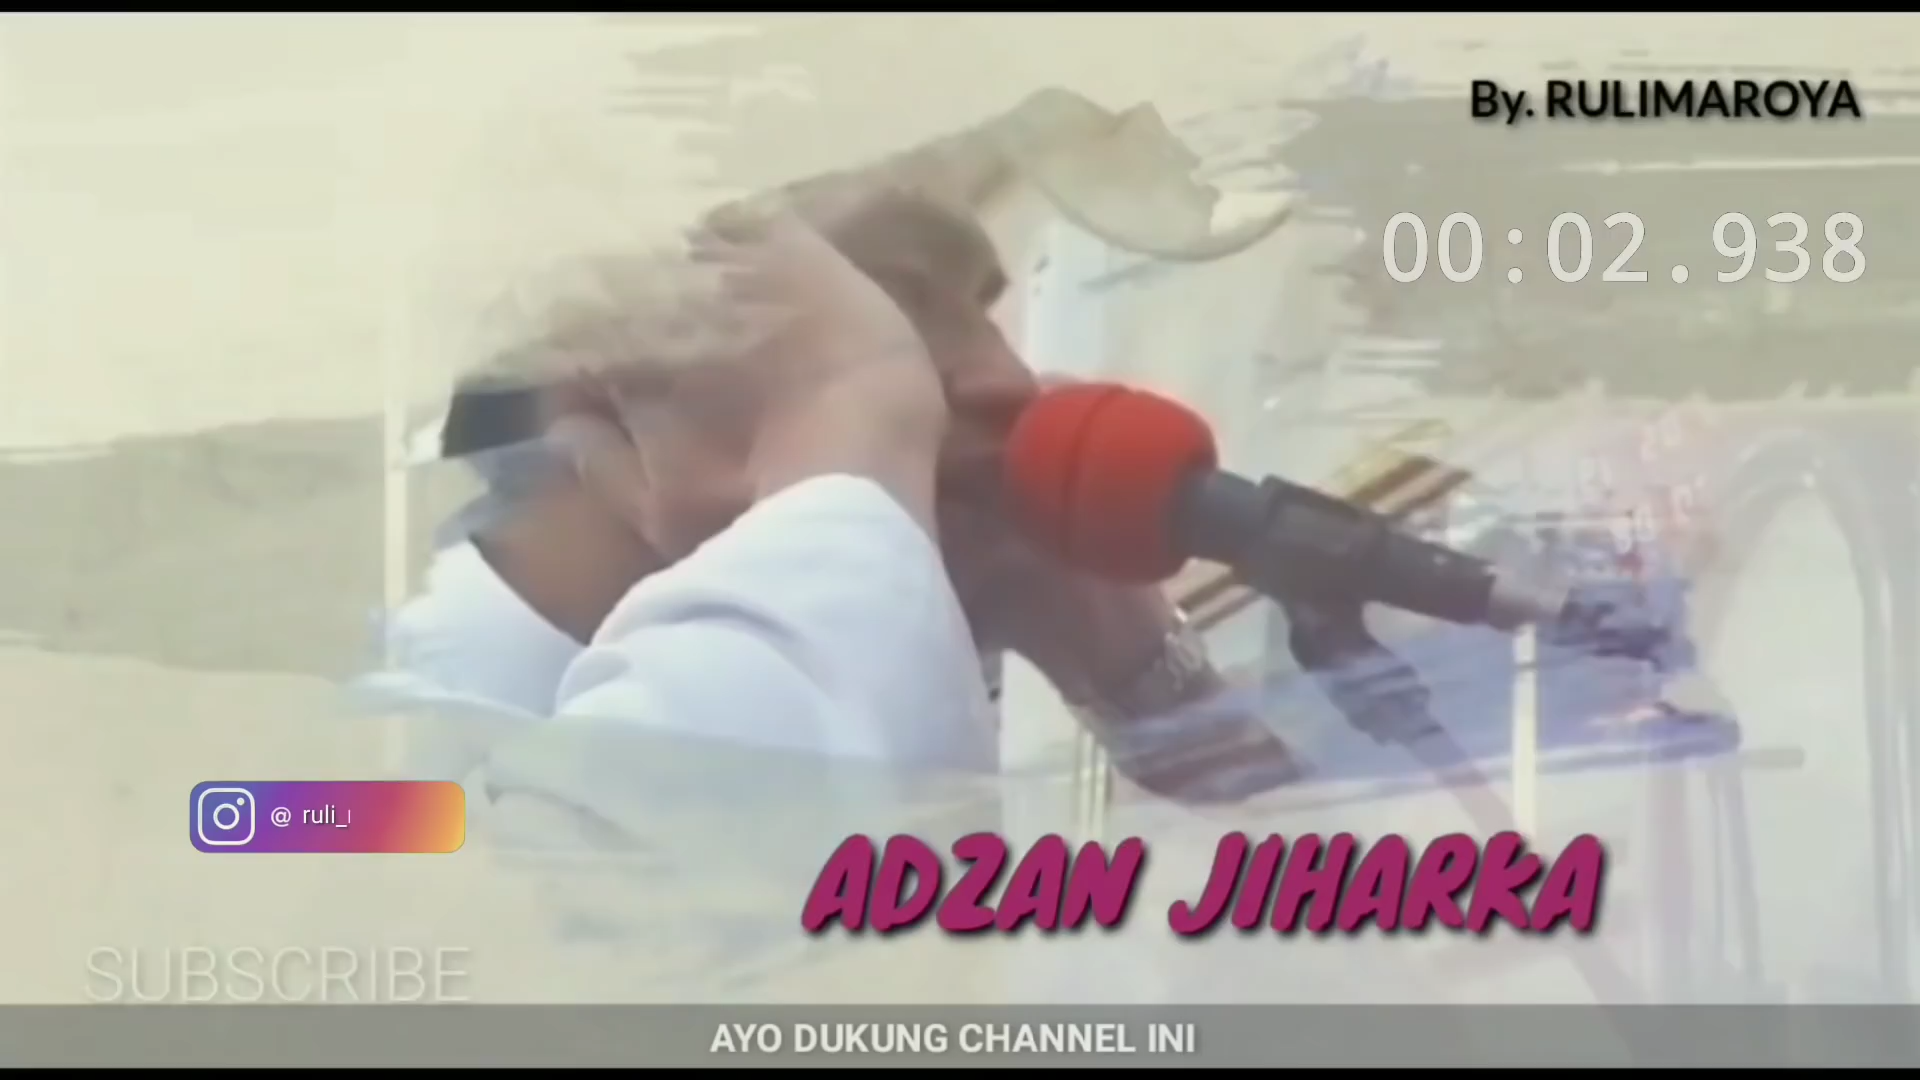 By. RULIMAROYA
00:02.938
@ ruli_
ADZAN JIHARKA
SUBSCRIBE
AYO DUKUNG CHANNEL INI